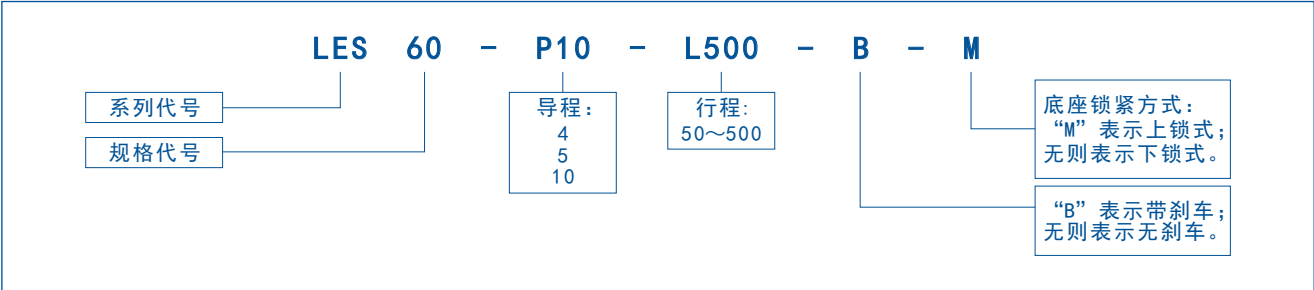 LES 60 - P10 - L500 - B - M
系列代号
规格代号
导程：
4
5
10
行程：
50～500
底座锁紧方式：
“M”表示上锁式；
无则表示下锁式。
“B”表示带刹车；
无则表示无刹车。